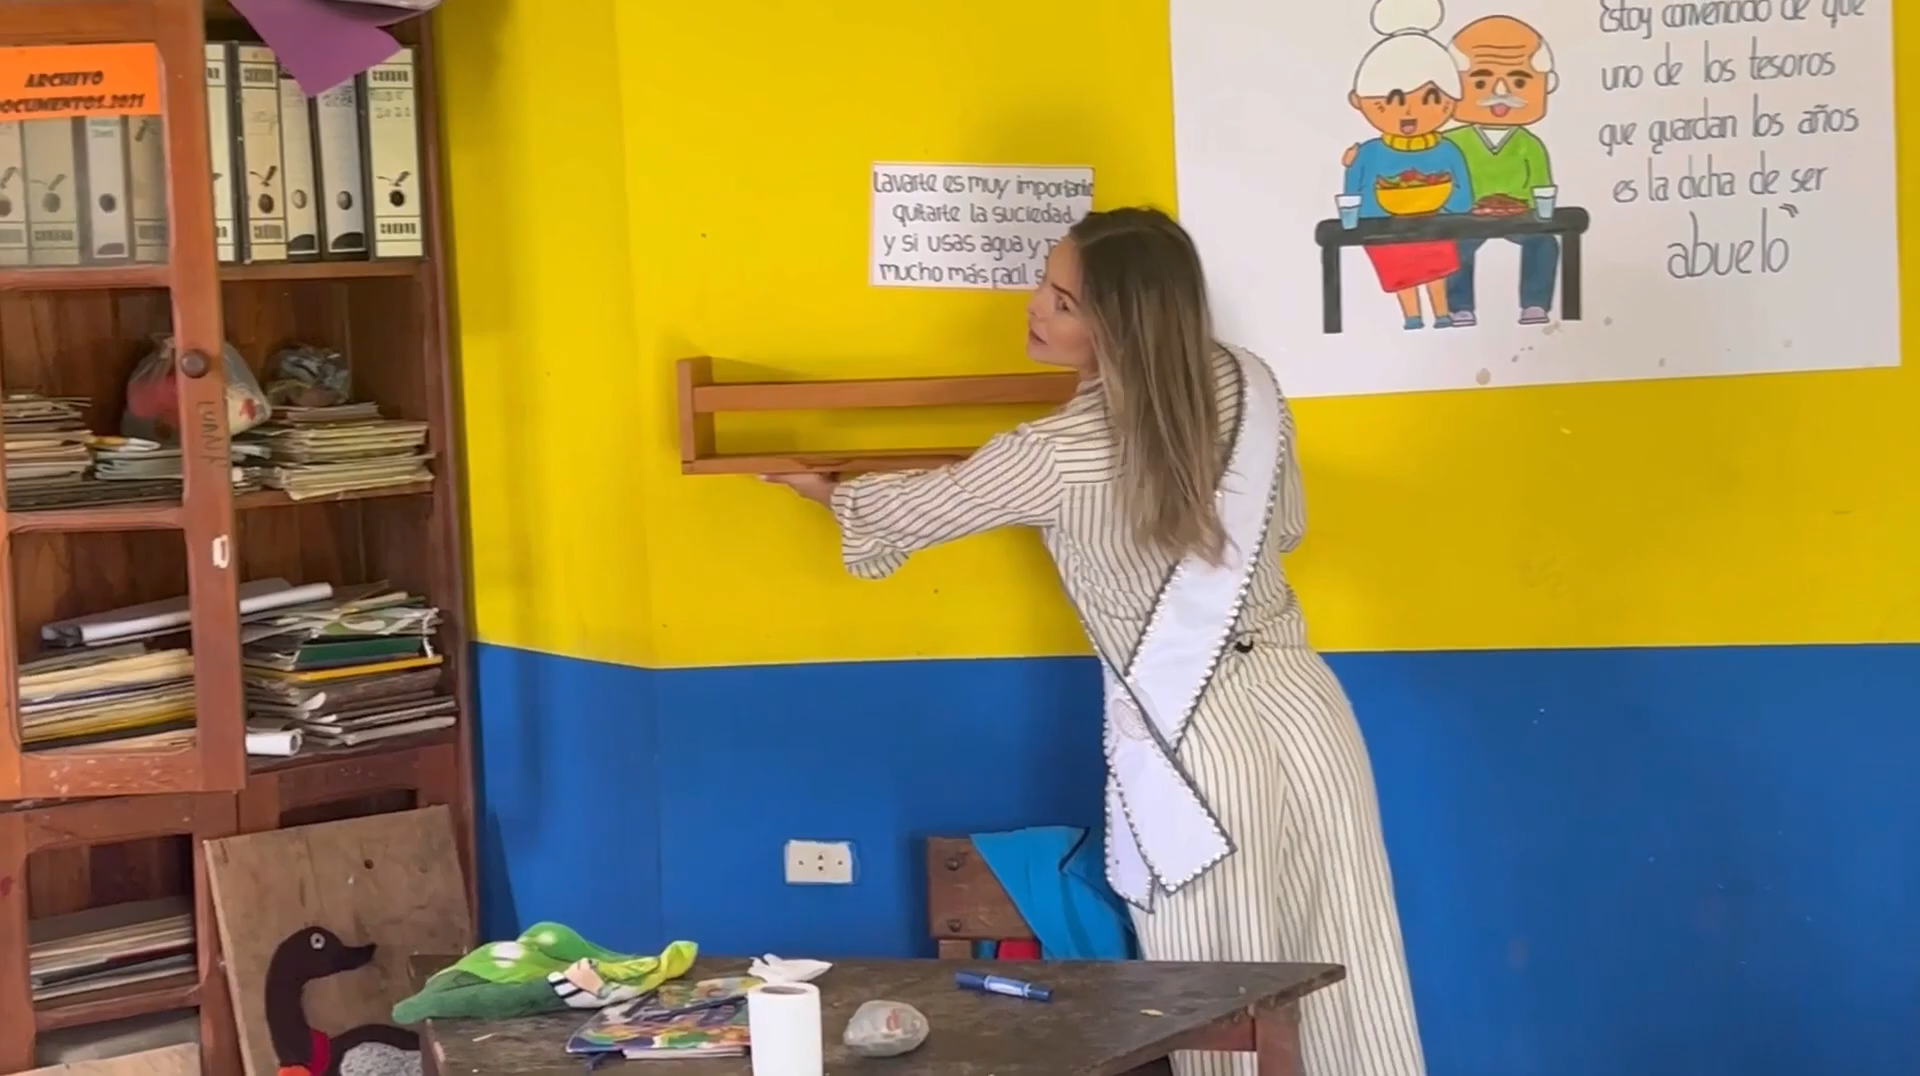 ARCHIVO
DOCUMENTOS.2021
Lavarte es muy importante
quitarte la suciedad
y si usas agua y
mucho más fácil
Estoy convencido de que
uno de los tesoros
que guardan los años
es la dicha de ser
abuelo"
LUANA